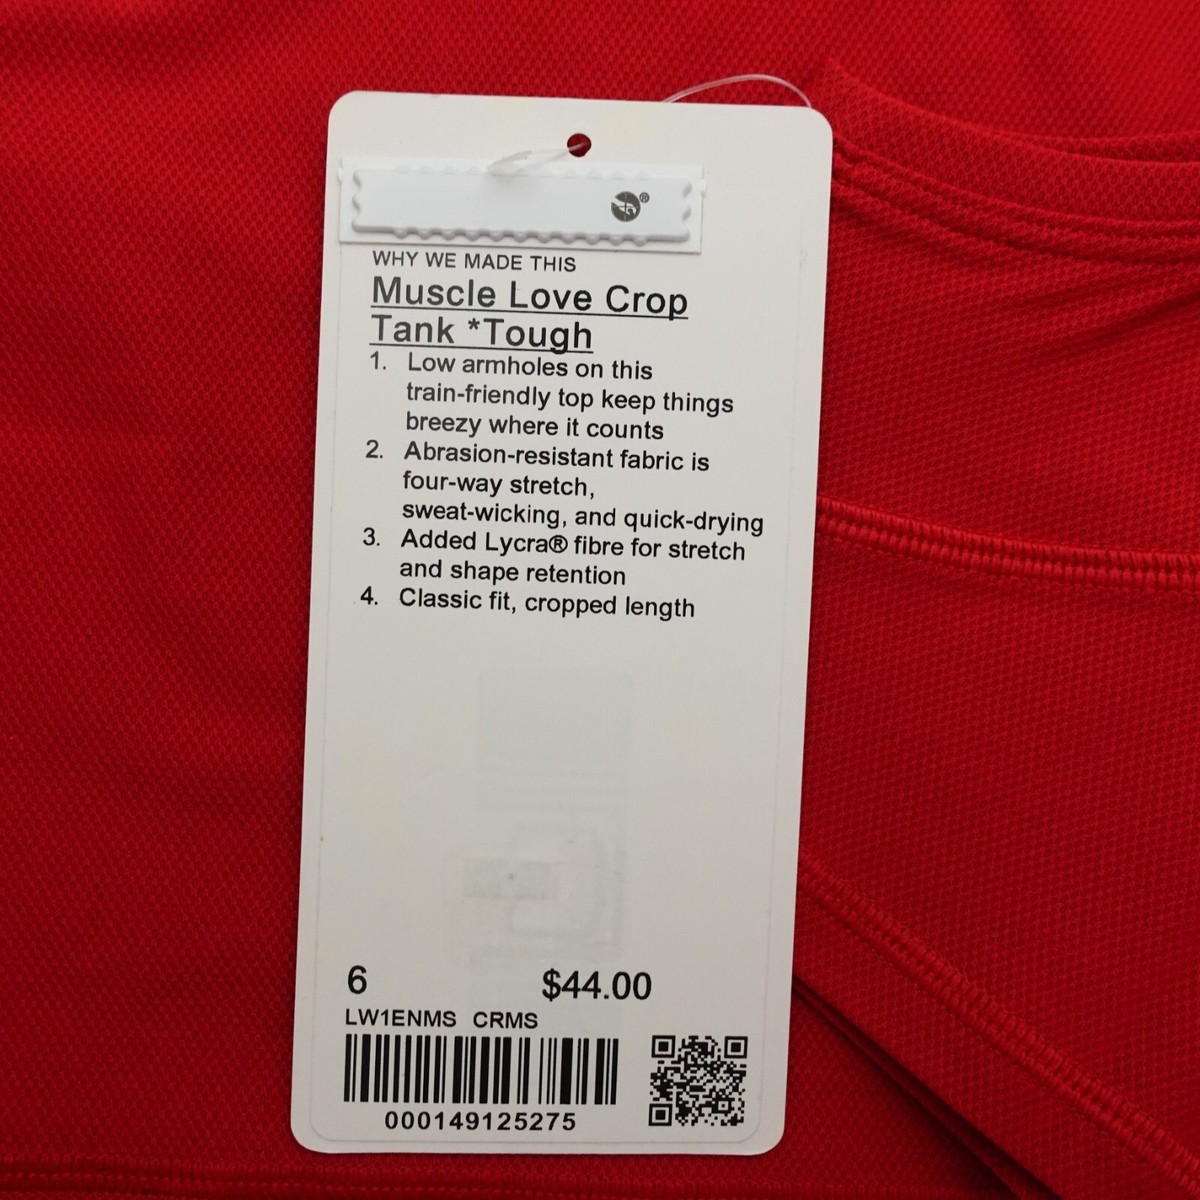 ®
WHY WE MADE THIS
Muscle Love Crop
Tank *Tough
1. Low armholes on this
train-friendly top keep things
breezy where it counts
2. Abrasion-resistant fabric is
four-way stretch,
sweat-wicking, and quick-drying
3. Added Lycra® fibre for stretch
and shape retention
4. Classic fit, cropped length
6 $44.00
LW1ENMS CRMS
000149125275